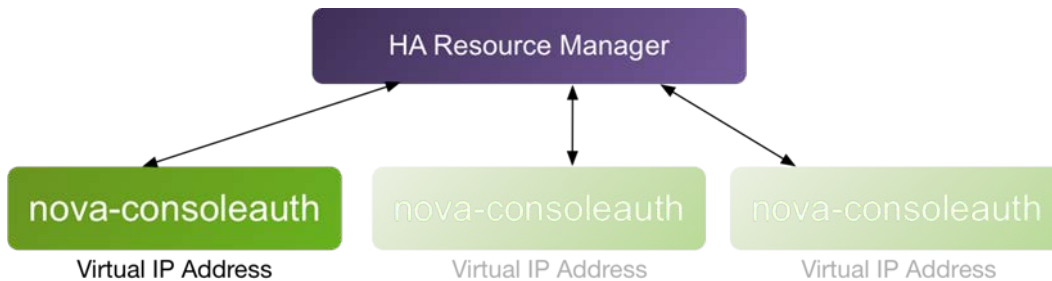 HA Resource Manager
nova-consoleauth
nova-consoleauth
nova-consoleauth
Virtual IP Address
Virtual IP Address
Virtual IP Address